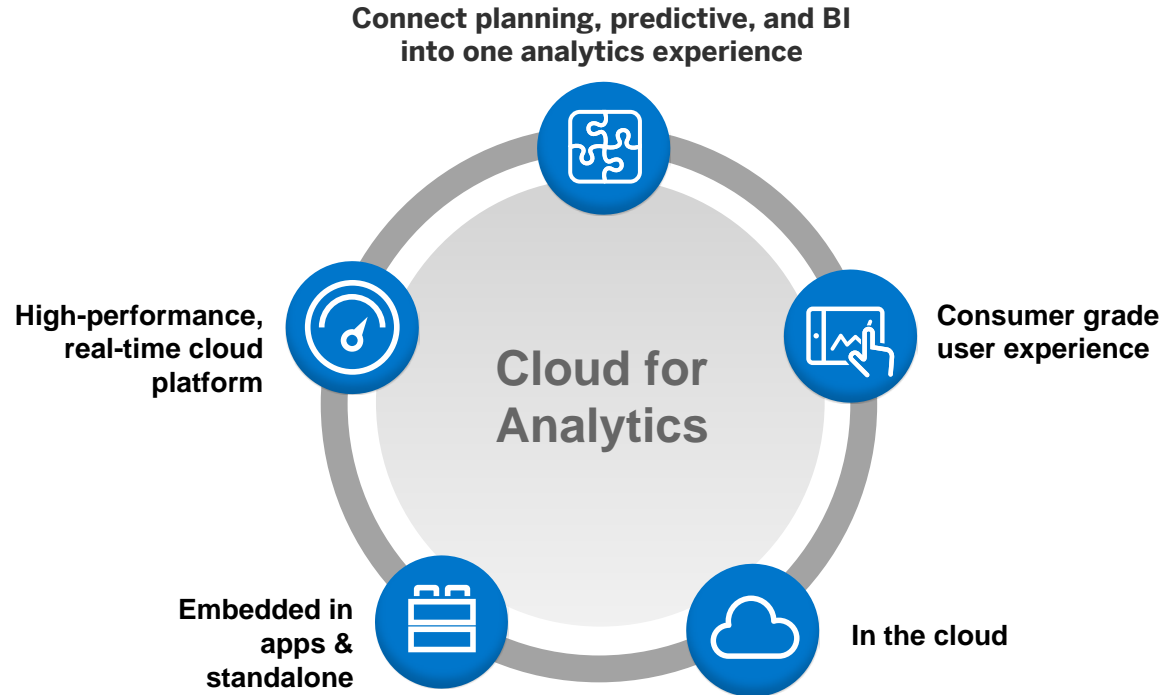 Connect planning, predictive, and BI
into one analytics experience
High-performance,
real-time cloud
platform
Consumer grade
user experience
Cloud for
Analytics
Embedded in
apps &
standalone
In the cloud